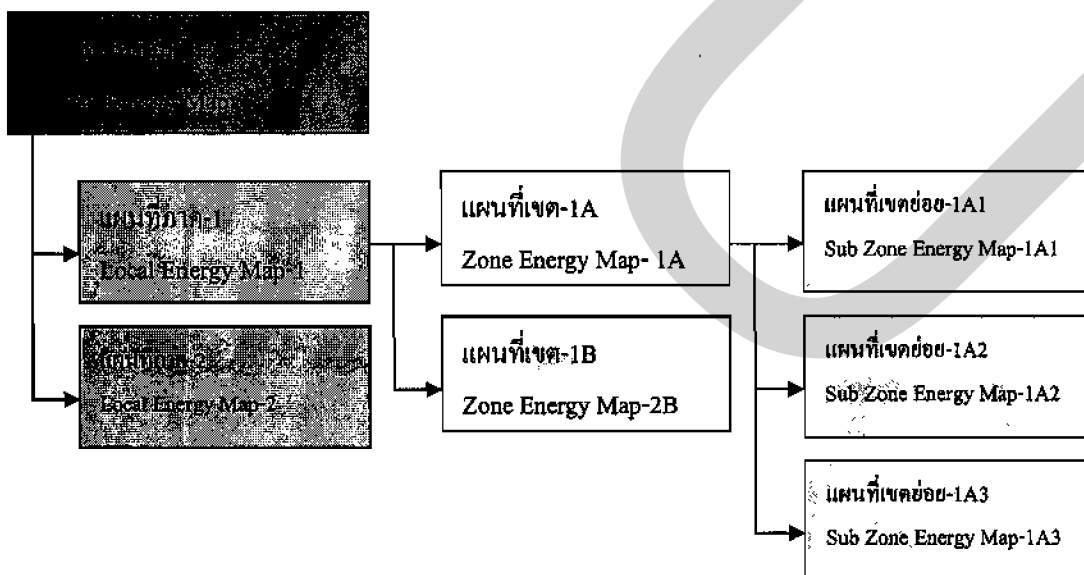 Map
แผนที่ภาค-1
Local Energy Map-1
Local Energy Map-2
แผนที่เขต-1A
Zone Energy Map- 1A
แผนที่เขต-1B
Zone Energy Map-2B
แผนที่เขตย่อย-1A1
Sub Zone Energy Map-1A1
แผนที่เขตย่อย-1A2
Sub Zone Energy Map-1A2
แผนที่เขตย่อย-1A3
Sub Zone Energy Map-1A3